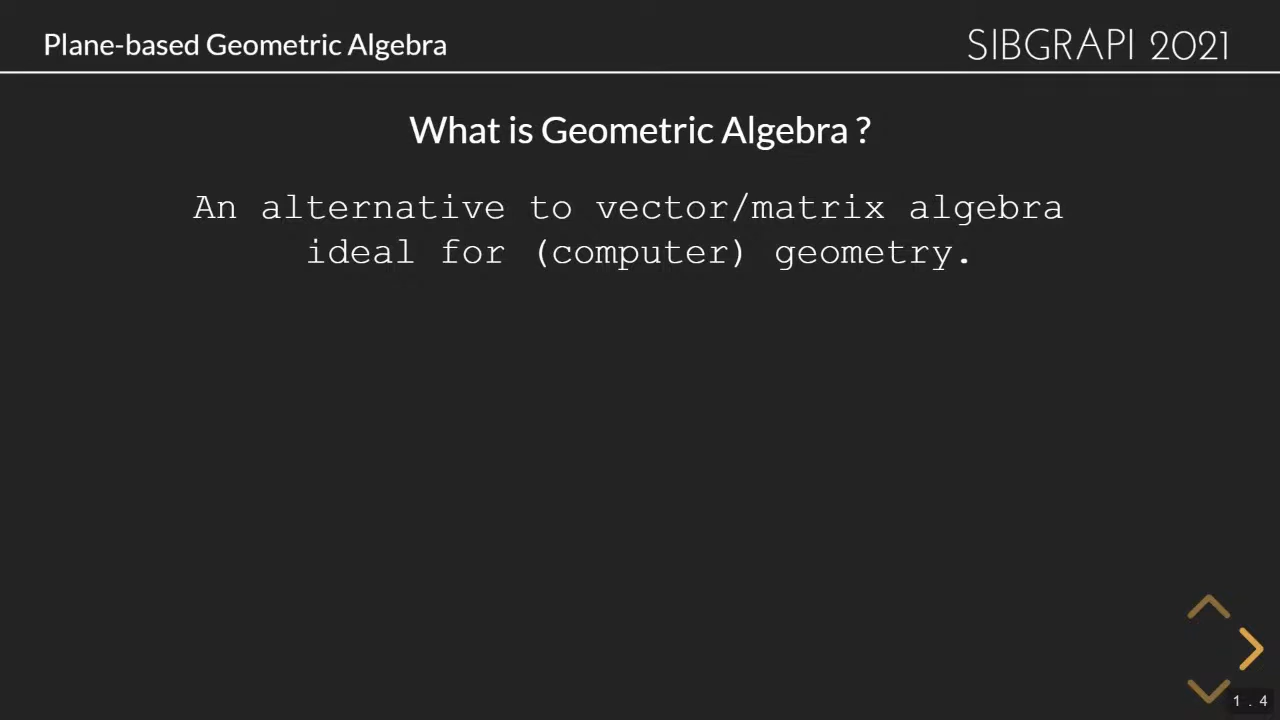 Plane-based Geometric Algebra
SIBGRAPI 2021
What is Geometric Algebra ?
An alternative to vector/matrix algebra
ideal for (computer) geometry.
1 . 4